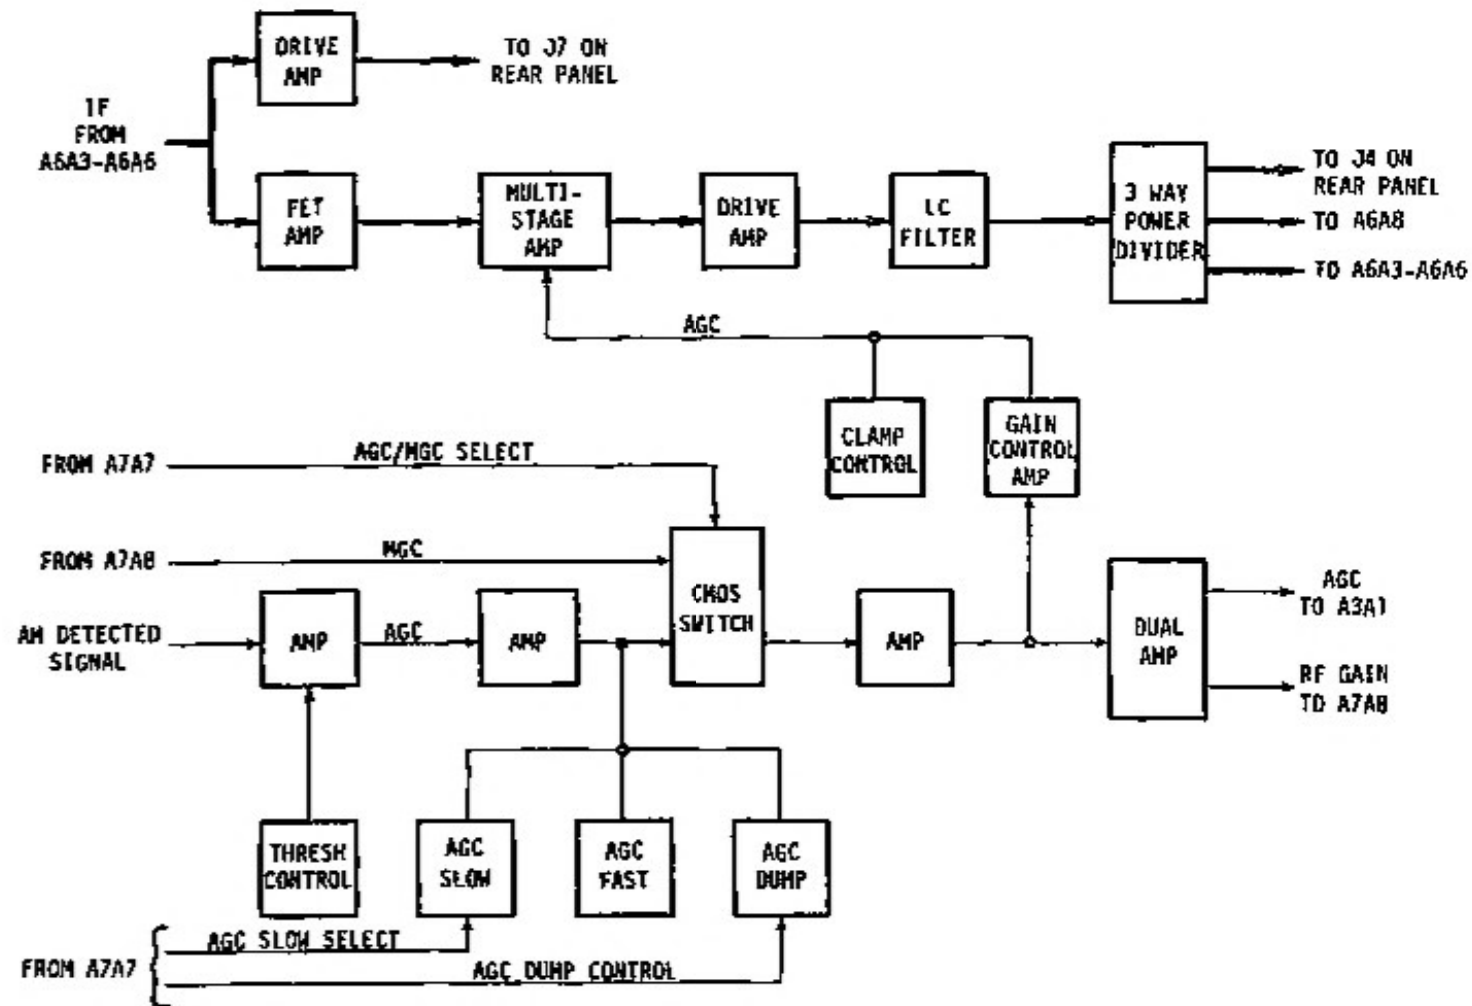 DRIVE
AMP
TO J7 ON
REAR PANEL
IF
FROM
A6A3-A6A6
FET
AMP
MULTI-
STAGE
AMP
DRIVE
AMP
LC
FILTER
3 WAY
POWER
DIVIDER
TO J4 ON
REAR PANEL
TO A6A8
TO A6A3-A6A6
AGC
CLAMP
CONTROL
GAIN
CONTROL
AMP
FROM A7A7
AGC/MGC SELECT
FROM A7A8
MGC
CMOS
SWITCH
AM DETECTED
SIGNAL
AMP
AGC
AMP
AMP
DUAL
AMP
AGC
TO A3A1
RF GAIN
TO A7A8
THRESH
CONTROL
AGC
SLOW
AGC
FAST
AGC
DUMP
FROM A7A7
AGC SLOW SELECT
AGC DUMP CONTROL